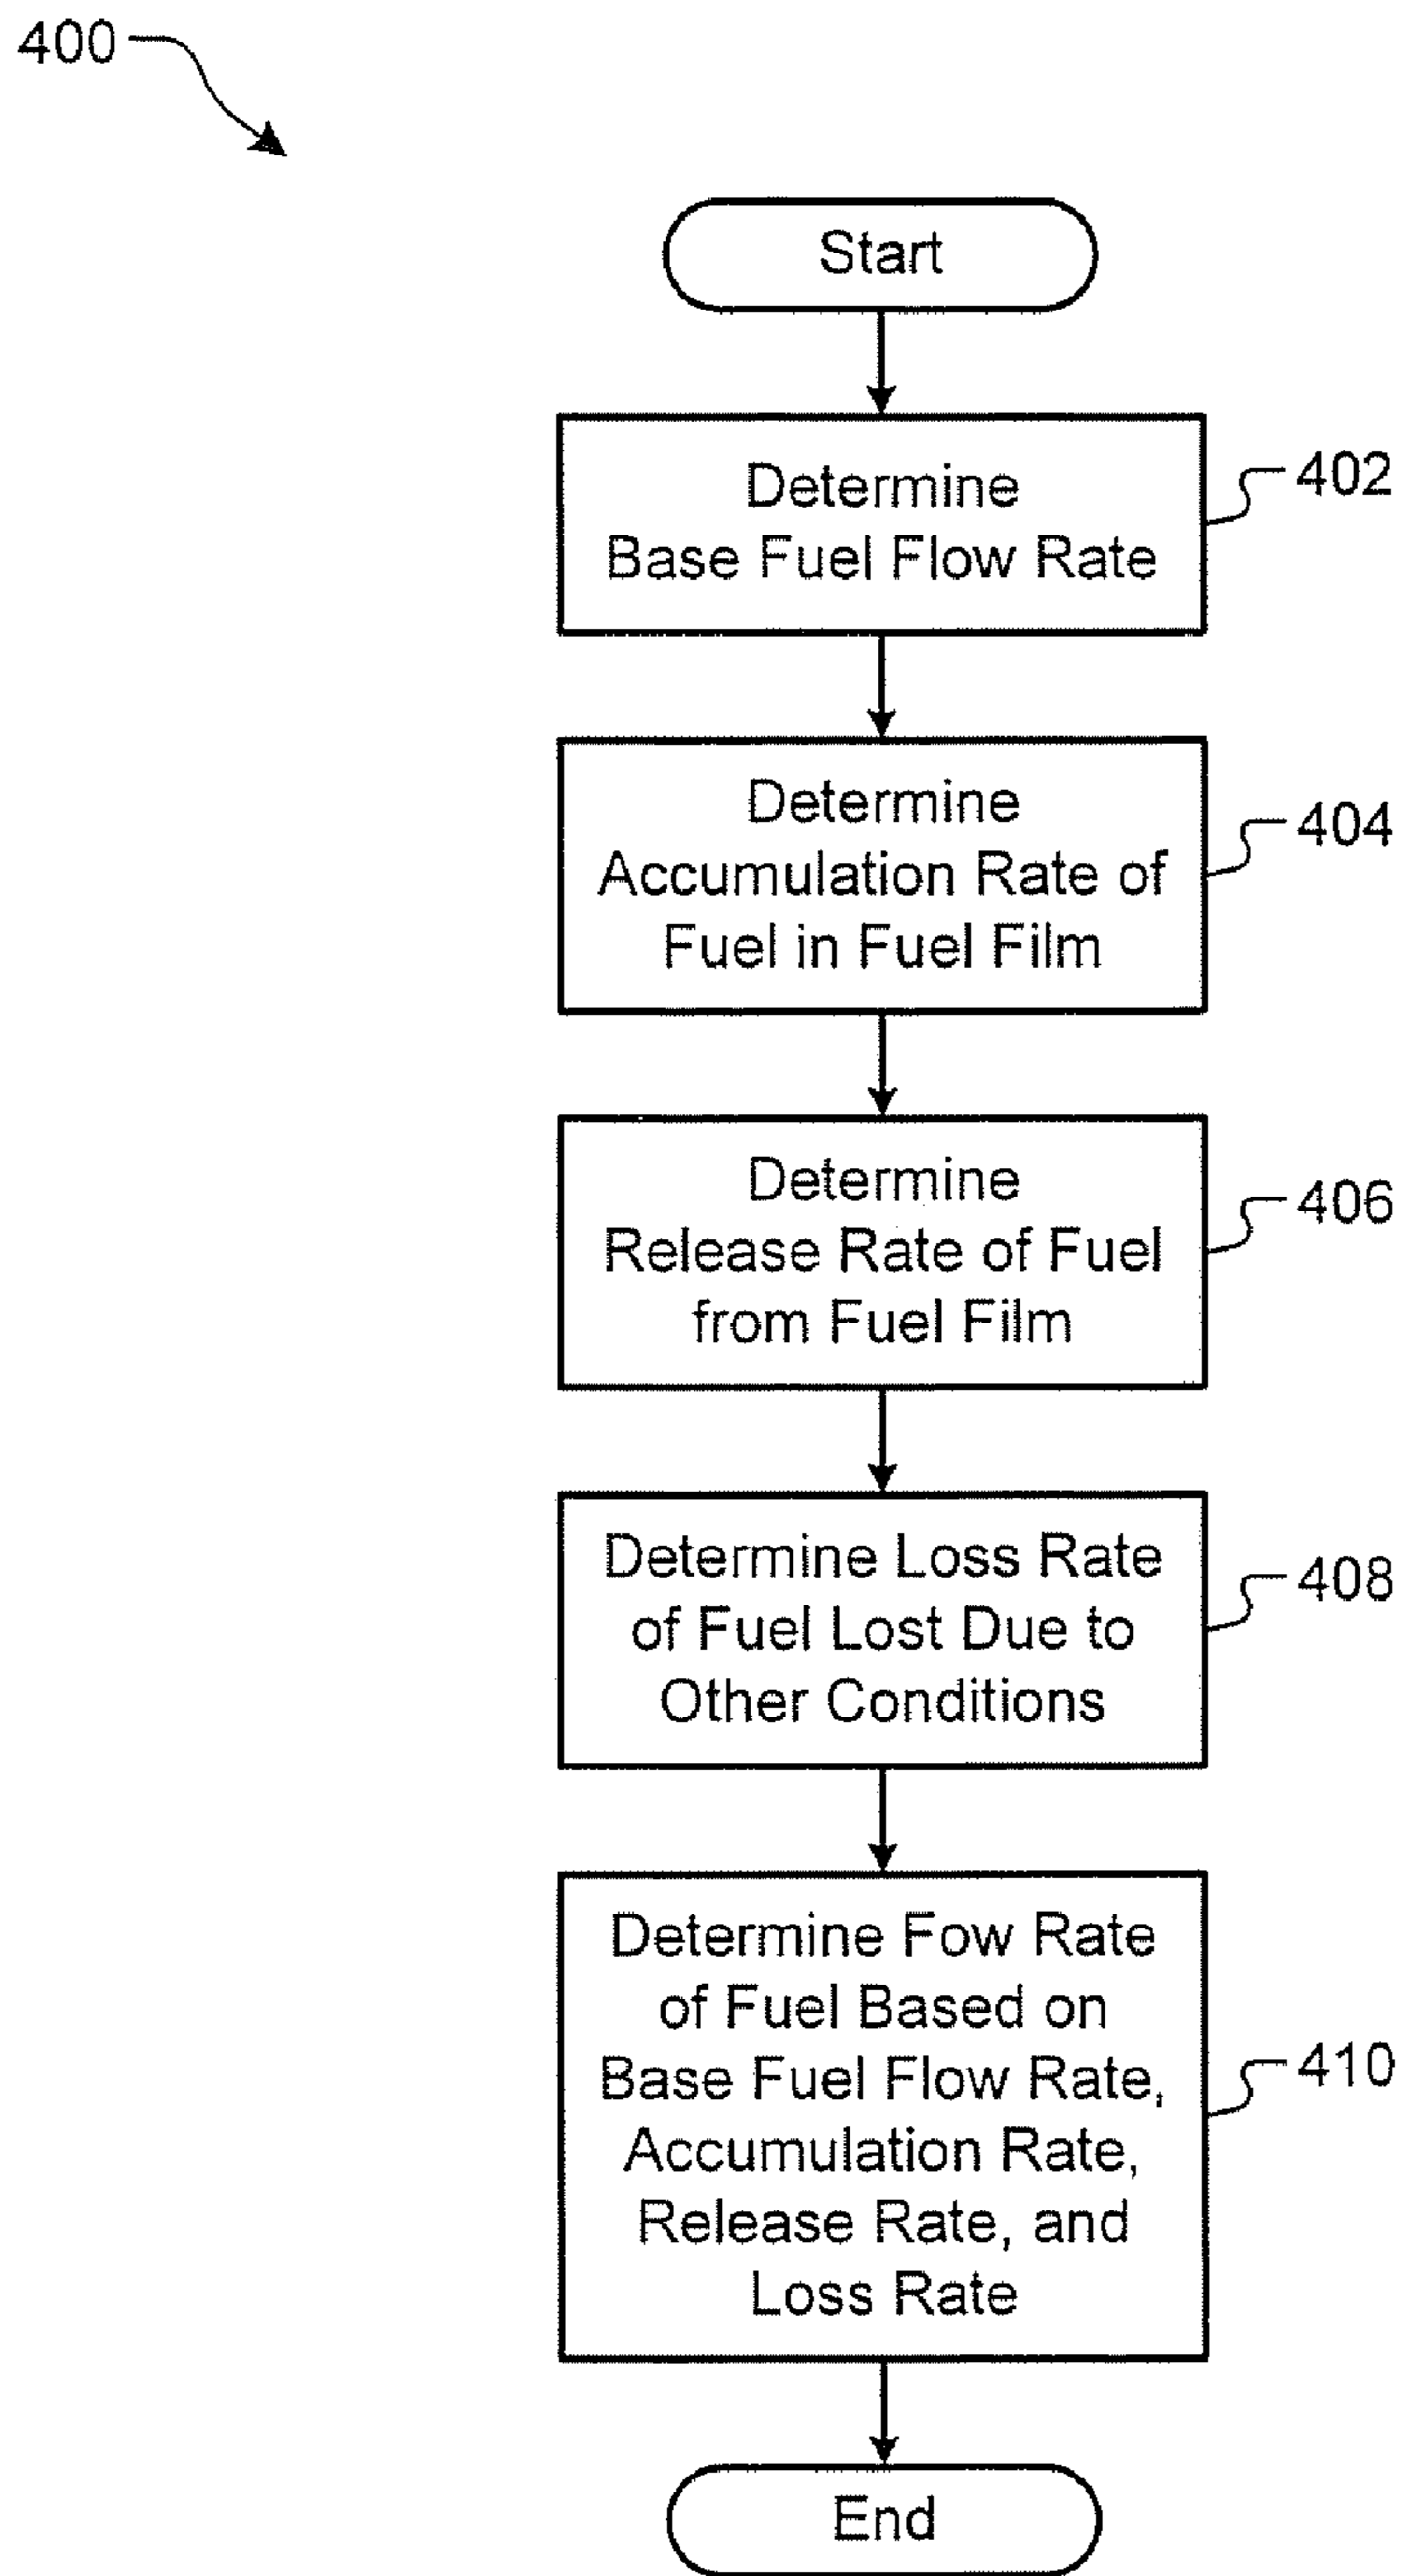 400
Start
Determine
Base Fuel Flow Rate
402
Determine
Accumulation Rate of
Fuel in Fuel Film
404
Determine
Release Rate of Fuel
from Fuel Film
406
Determine Loss Rate
of Fuel Lost Due to
Other Conditions
408
Determine Fow Rate
of Fuel Based on
Base Fuel Flow Rate,
Accumulation Rate,
Release Rate, and
Loss Rate
410
End